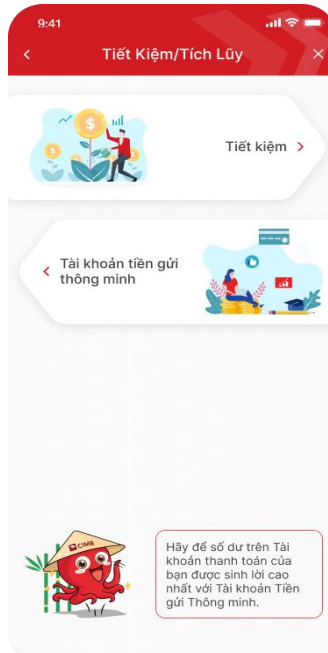 9:41
Tiết Kiệm/Tích Lũy
Tiết kiệm
Tài khoản tiền gửi
thông minh
CIMB
Hãy để số dư trên Tài
khoản thanh toán của
bạn được sinh lời cao
nhất với Tài khoản Tiền
gửi Thông minh.